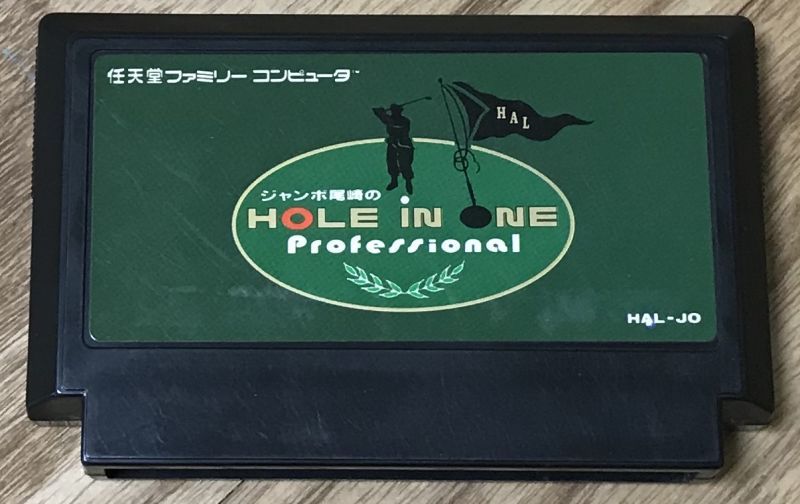 任天堂ファミリーコンピュータ™
HAL
ジャンボ尾崎の
HOLE iN ONE
Professional
HAL-JO